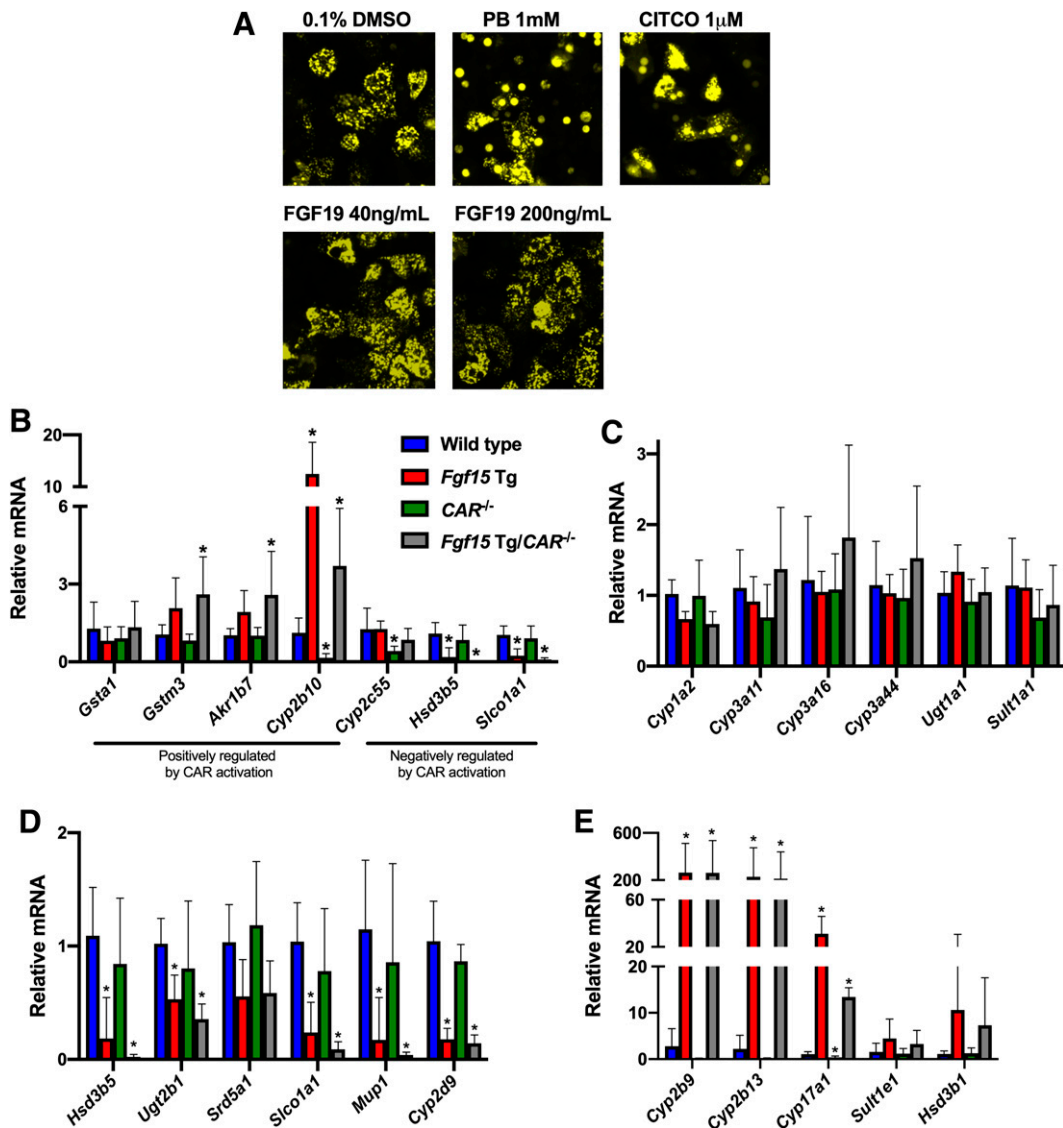 A
0.1% DMSO
PB 1mM
CITCO 1μM
FGF19 40ng/mL
FGF19 200ng/mL
B
Relative mRNA
20
10
6
3
0
* * * * * * * * * *
Wild type
Fgf15 Tg
CAR-/-
Fgf15 Tg/CAR-/-
Gsta1
Gstm3
Akr1b7
Cyp2b10
Cyp2c55
Hsd3b5
Slco1a1
Positively regulated
by CAR activation
Negatively regulated
by CAR activation
C
Relative mRNA
3
2
1
0
Cyp1a2
Cyp3a11
Cyp3a16
Cyp3a44
Ugt1a1
Sult1a1
D
Relative mRNA
2
1
0
* * * * * * * * * *
Hsd3b5
Ugt2b1
Srd5a1
Slco1a1
Mup1
Cyp2d9
E
Relative mRNA
600
200
60
20
20
10
0
* * * * * * *
Cyp2b9
Cyp2b13
Cyp17a1
Sult1e1
Hsd3b1